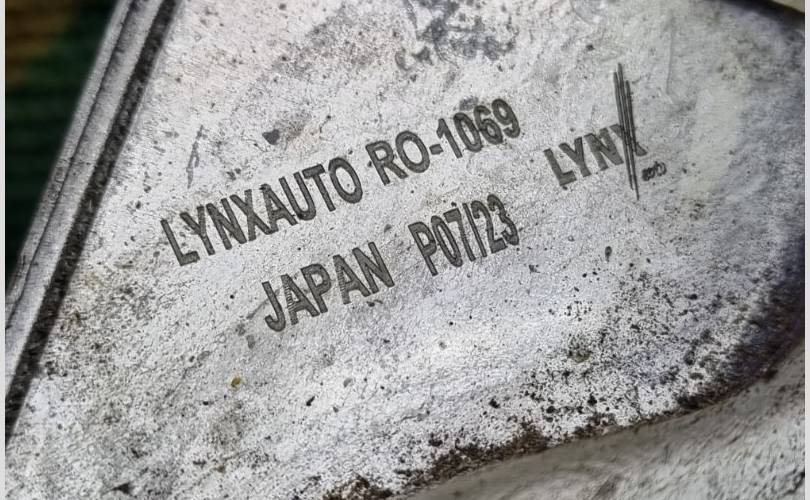 LYNXAUTO RO-1069 LYNX
JAPAN P07/23